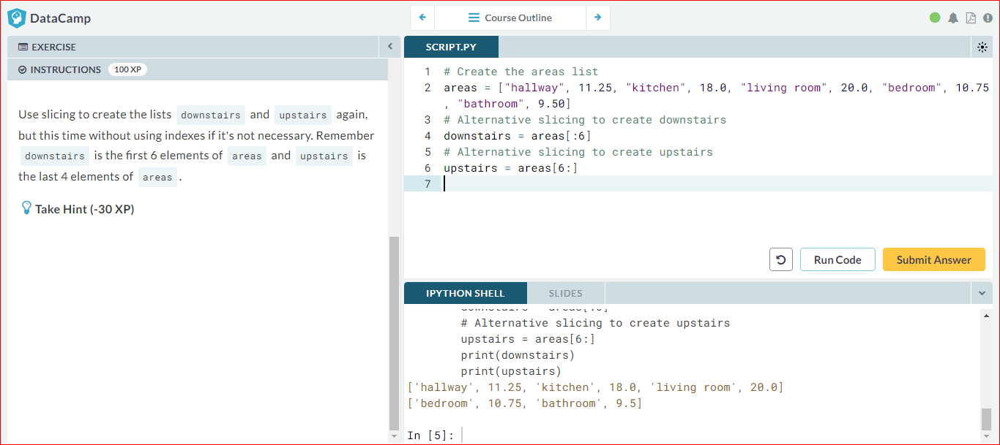 DataCamp
Course Outline
EXERCISE
INSTRUCTIONS 100 XP
Use slicing to create the lists downstairs and upstairs again,
but this time without using indexes if it's not necessary. Remember
downstairs is the first 6 elements of areas and upstairs is
the last 4 elements of areas .
Take Hint (-30 XP)
SCRIPT.PY
1 # Create the areas list
2 areas = ["hallway", 11.25, "kitchen", 18.0, "living room", 20.0, "bedroom", 10.75
, "bathroom", 9.50]
3 # Alternative slicing to create downstairs
4 downstairs = areas[:6]
5 # Alternative slicing to create upstairs
6 upstairs = areas[6:]
7
Run Code
Submit Answer
IPYTHON SHELL
SLIDES
downstairs = areas[:6]
# Alternative slicing to create upstairs
upstairs = areas[6:]
print(downstairs)
print(upstairs)
['hallway', 11.25, 'kitchen', 18.0, 'living room', 20.0]
['bedroom', 10.75, 'bathroom', 9.5]
In [5]: